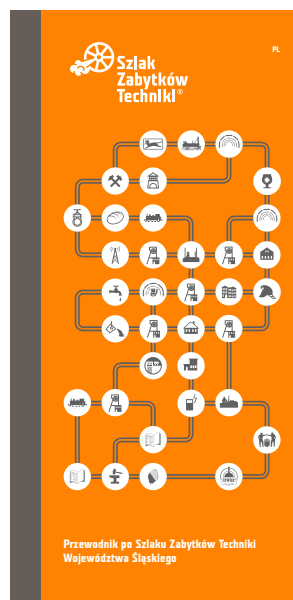 PL
Szlak
Zabytków
Techniki®
Przewodnik po Szlaku Zabytków Techniki
Województwa Śląskiego